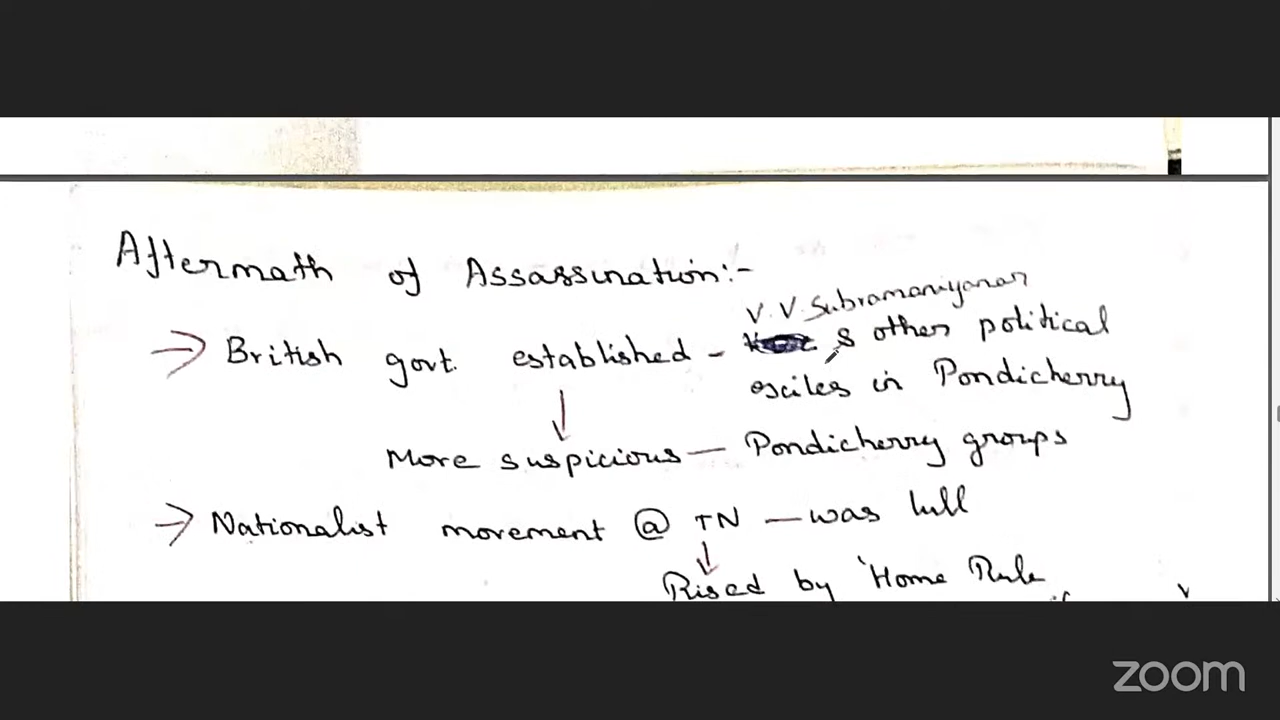 Aftermath of Assassination:-
V. V. Subramaniyanar
→ British govt. established - & other political
exciles in Pondicherry
↓
More suspicious — Pondicherry groups
→ Nationalist movement @ TN — was lull
↓
Rised by 'Home Rule
zoom